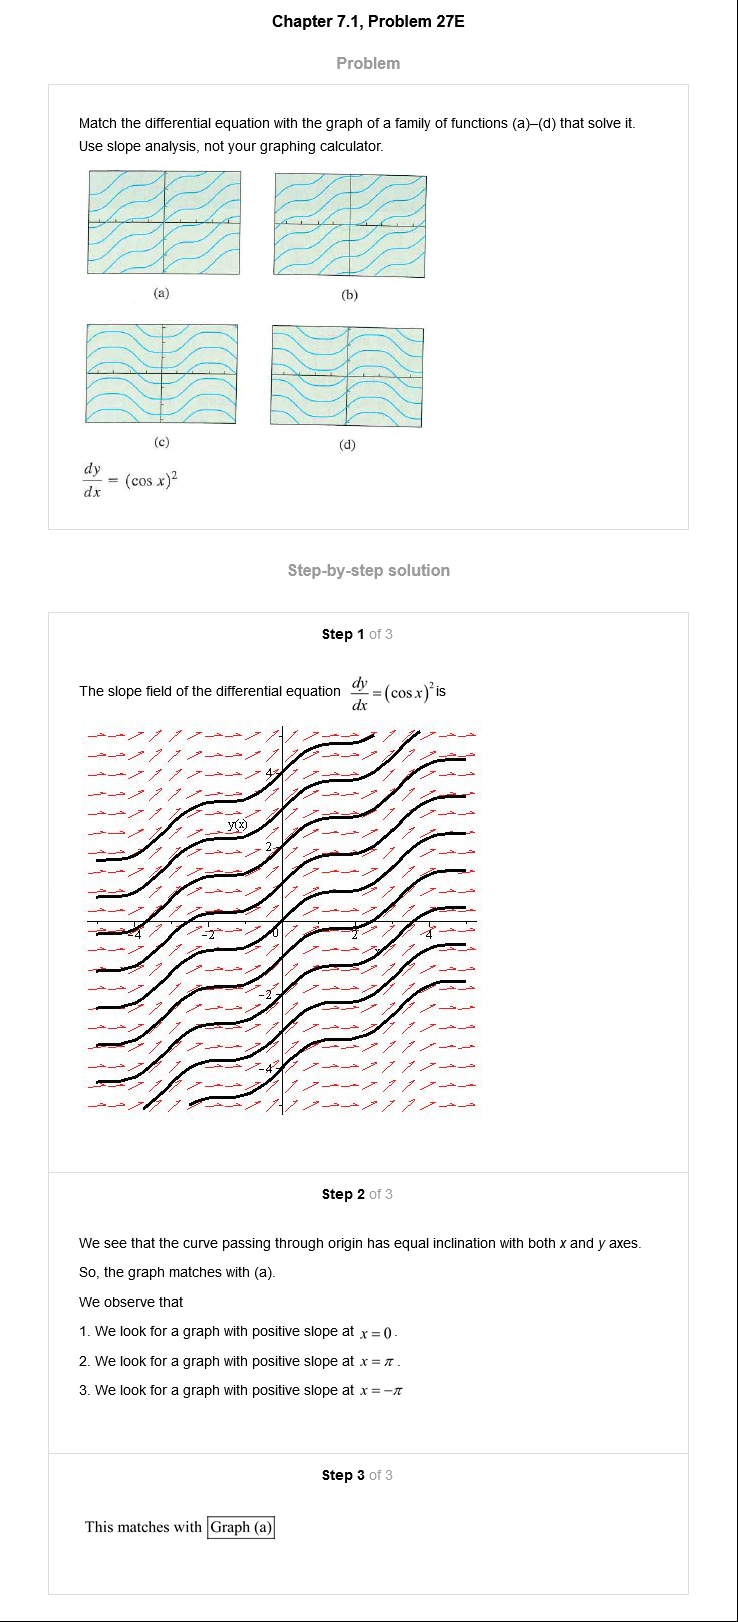 Chapter 7.1, Problem 27E
Problem
Match the differential equation with the graph of a family of functions (a)–(d) that solve it.
Use slope analysis, not your graphing calculator.
(a)
(b)
(c)
(d)
dy/dx = (cos x)²
Step-by-step solution
Step 1 of 3
The slope field of the differential equation dy/dx = (cos x)² is
4
y(x)
2
-4
-2
0
2
x
4
-2
-4
Step 2 of 3
We see that the curve passing through origin has equal inclination with both x and y axes.
So, the graph matches with (a).
We observe that
1. We look for a graph with positive slope at x = 0.
2. We look for a graph with positive slope at x = π.
3. We look for a graph with positive slope at x = −π
Step 3 of 3
This matches with Graph (a)